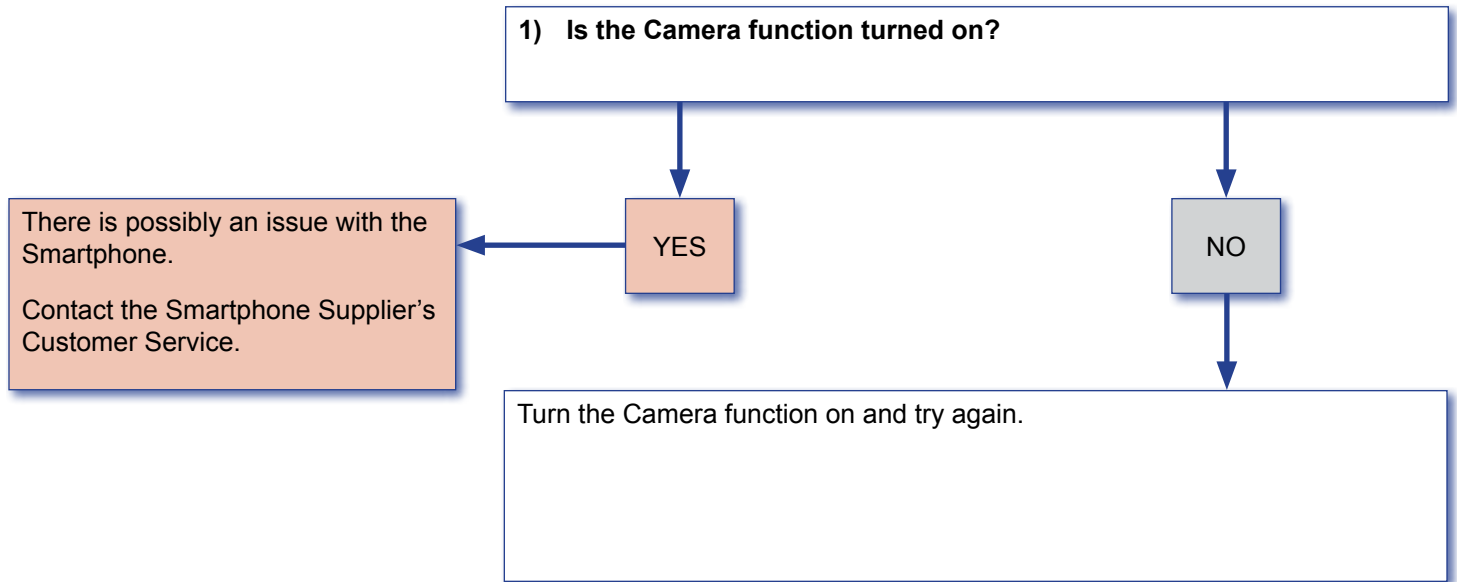 1) Is the Camera function turned on?
YES
NO
There is possibly an issue with the
Smartphone.
Contact the Smartphone Supplier’s
Customer Service.
Turn the Camera function on and try again.